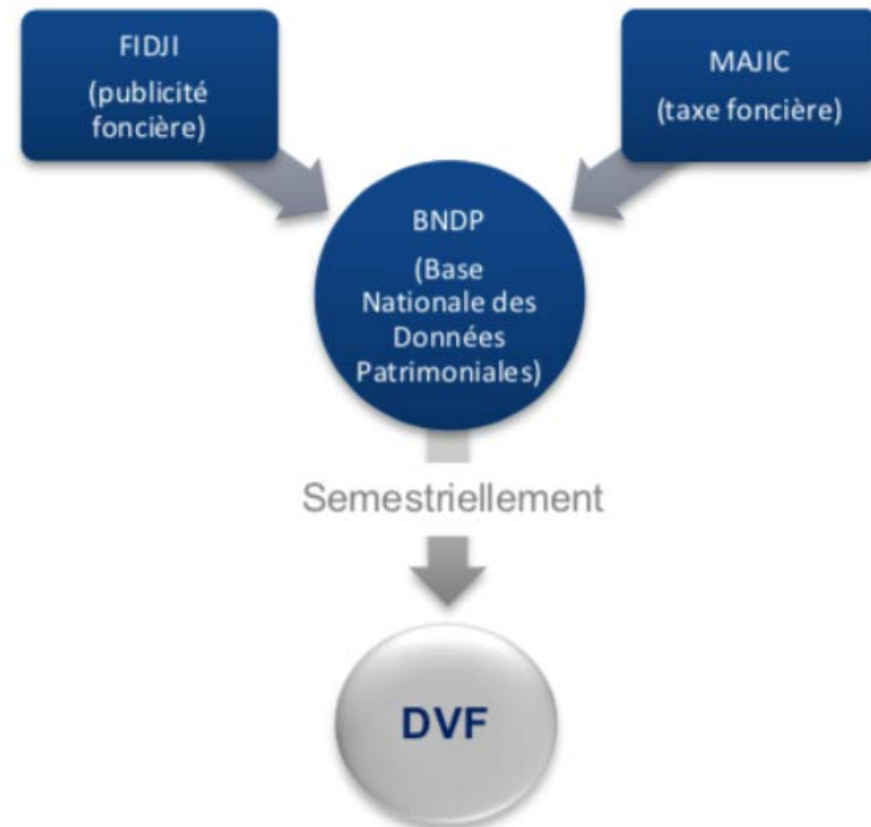 FIDJI
(publicité
foncière)
MAJIC
(taxe foncière)
BNDP
(Base
Nationale des
Données
Patrimoniales)
Semestriellement
DVF